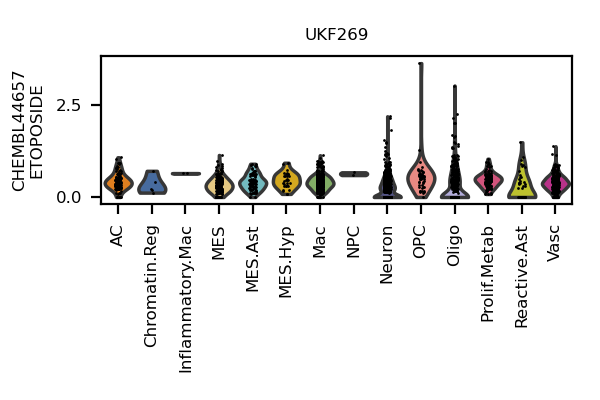 UKF269
CHEMBL44657
ETOPOSIDE
2.5
0.0
AC
Chromatin.Reg
Inflammatory.Mac
MES
MES.Ast
MES.Hyp
Mac
NPC
Neuron
OPC
Oligo
Prolif.Metab
Reactive.Ast
Vasc